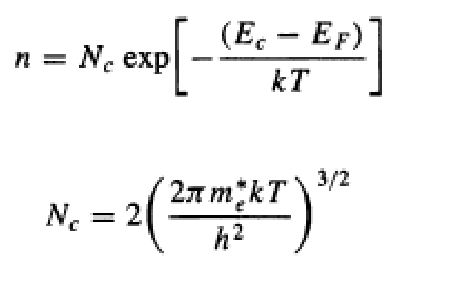 n = N_c exp[-(E_c - E_F)/kT]
N_c = 2(2π m_e^* kT/h^2)^{3/2}